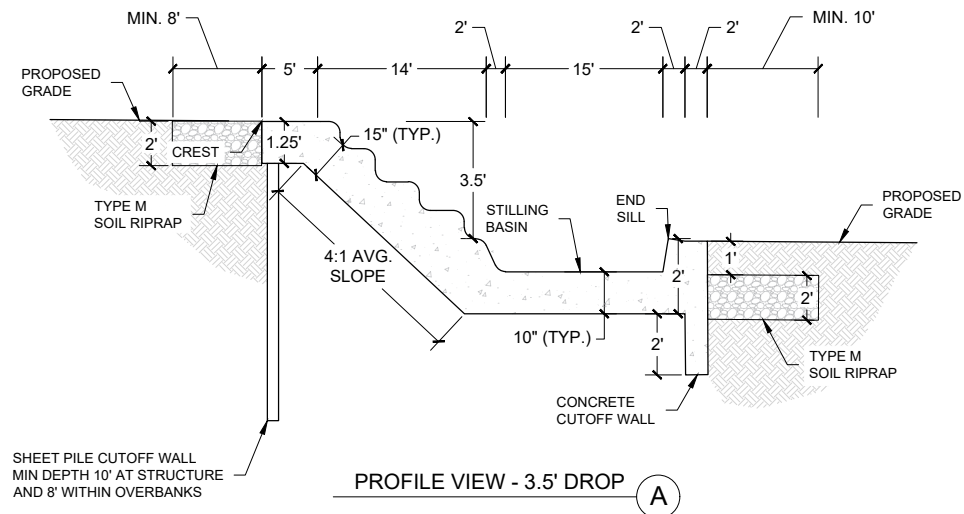 MIN. 8'
5'
14'
2'
15'
2'
2'
MIN. 10'
PROPOSED
GRADE
2'
CREST
1.25'
15" (TYP.)
3.5'
TYPE M
SOIL RIPRAP
4:1 AVG.
SLOPE
STILLING
BASIN
END
SILL
PROPOSED
GRADE
1'
2'
2'
10" (TYP.)
2'
TYPE M
SOIL RIPRAP
CONCRETE
CUTOFF WALL
SHEET PILE CUTOFF WALL
MIN DEPTH 10' AT STRUCTURE
AND 8' WITHIN OVERBANKS
PROFILE VIEW - 3.5' DROP
A